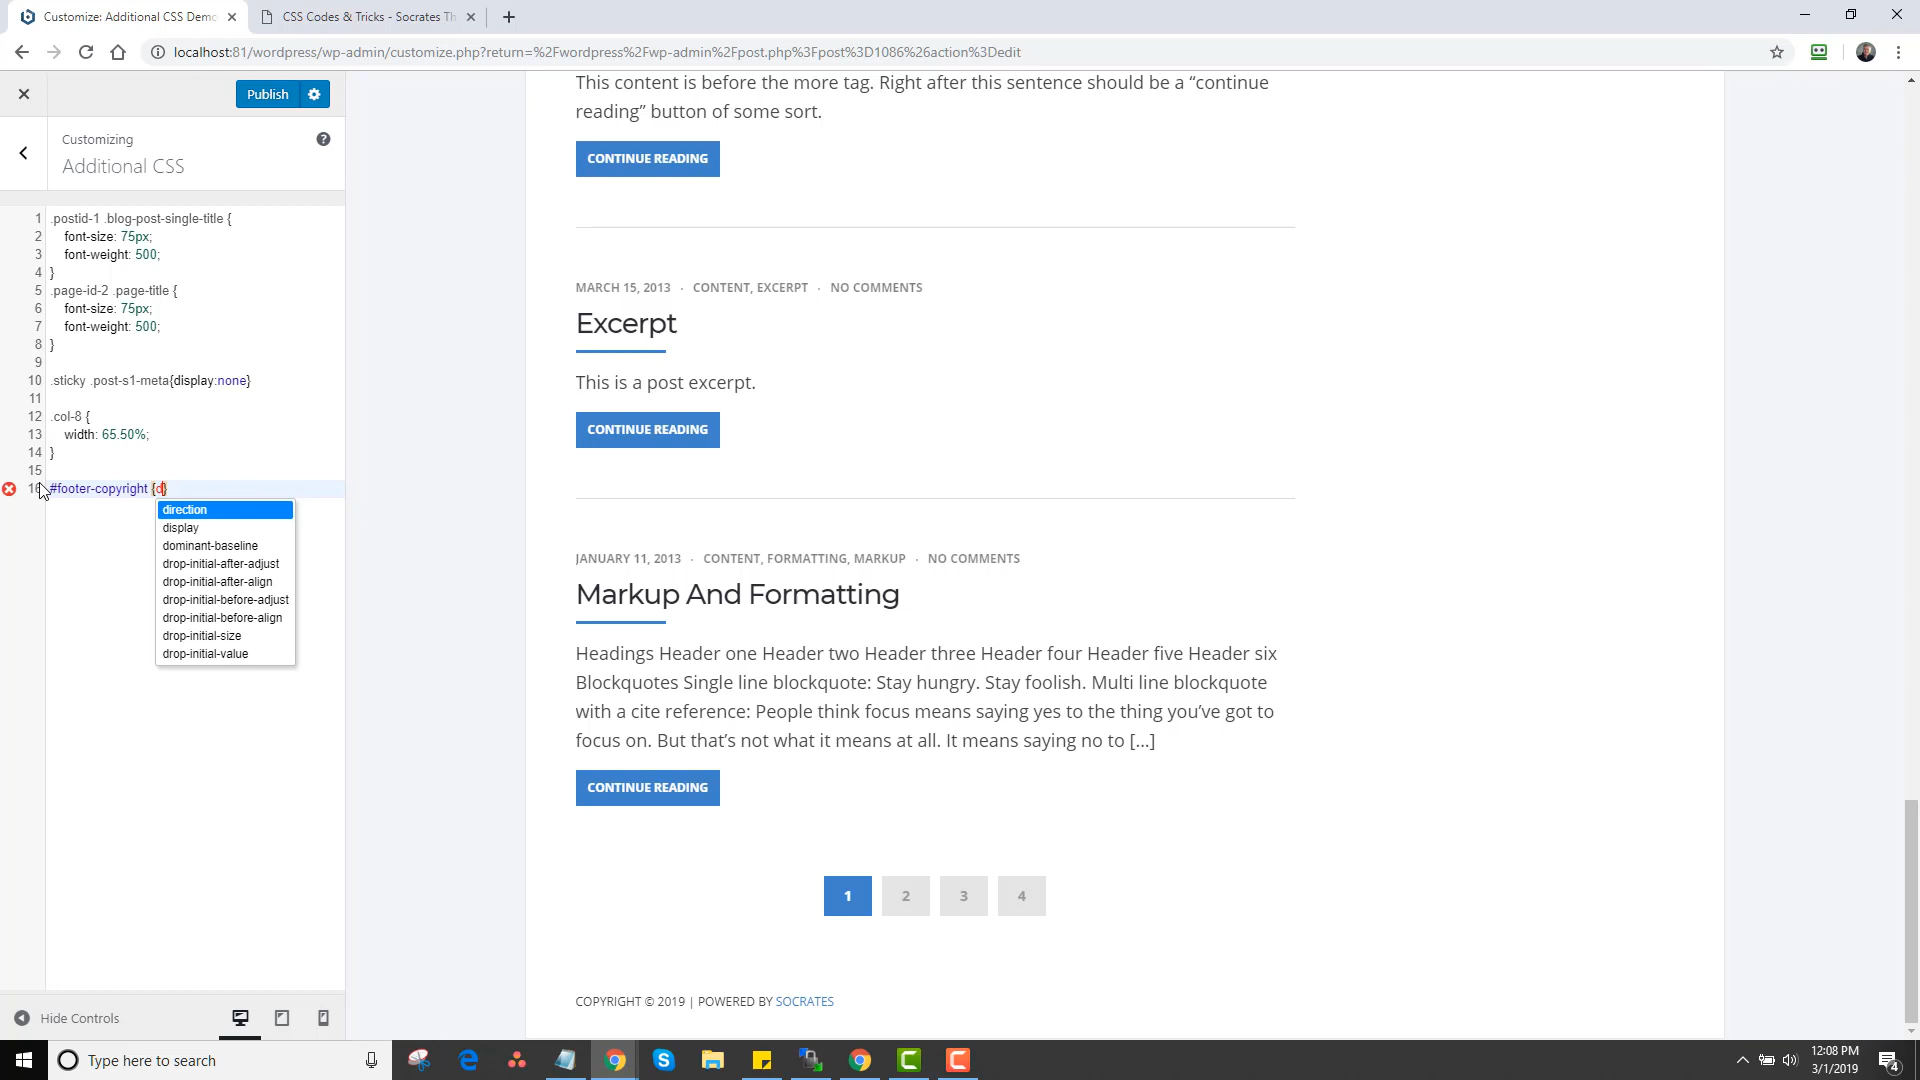 Customize: Additional CSS Demo
CSS Codes & Tricks - Socrates Th
localhost:81/wordpress/wp-admin/customize.php?return=%2Fwordpress%2Fwp-admin%2Fpost.php%3Fpost%3D1086%26action%3Dedit
Publish
Customizing
Additional CSS
1 .postid-1 .blog-post-single-title {
2 font-size: 75px;
3 font-weight: 500;
4 }
5 .page-id-2 .page-title {
6 font-size: 75px;
7 font-weight: 500;
8 }
9
10 .sticky .post-s1-meta{display:none}
11
12 .col-8 {
13 width: 65.50%;
14 }
15
16 #footer-copyright {d}
direction
display
dominant-baseline
drop-initial-after-adjust
drop-initial-after-align
drop-initial-before-adjust
drop-initial-before-align
drop-initial-size
drop-initial-value
Hide Controls
This content is before the more tag. Right after this sentence should be a “continue
reading” button of some sort.
CONTINUE READING
MARCH 15, 2013 · CONTENT, EXCERPT · NO COMMENTS
Excerpt
This is a post excerpt.
CONTINUE READING
JANUARY 11, 2013 · CONTENT, FORMATTING, MARKUP · NO COMMENTS
Markup And Formatting
Headings Header one Header two Header three Header four Header five Header six
Blockquotes Single line blockquote: Stay hungry. Stay foolish. Multi line blockquote
with a cite reference: People think focus means saying yes to the thing you’ve got to
focus on. But that’s not what it means at all. It means saying no to […]
CONTINUE READING
1 2 3 4
COPYRIGHT © 2019 | POWERED BY SOCRATES
Type here to search
12:08 PM
3/1/2019
4